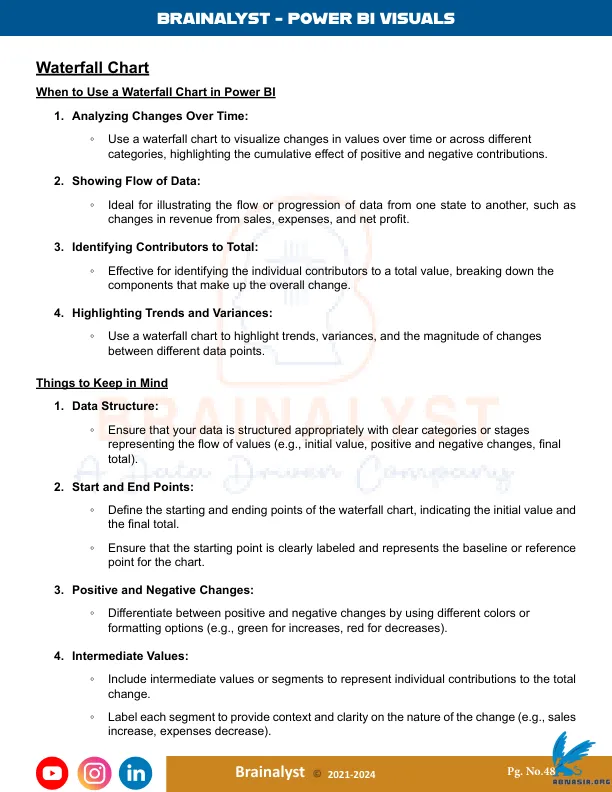 BRAINALYST - POWER BI VISUALS
Waterfall Chart
When to Use a Waterfall Chart in Power BI
1. Analyzing Changes Over Time:
◦ Use a waterfall chart to visualize changes in values over time or across different
categories, highlighting the cumulative effect of positive and negative contributions.
2. Showing Flow of Data:
◦ Ideal for illustrating the flow or progression of data from one state to another, such as
changes in revenue from sales, expenses, and net profit.
3. Identifying Contributors to Total:
◦ Effective for identifying the individual contributors to a total value, breaking down the
components that make up the overall change.
4. Highlighting Trends and Variances:
◦ Use a waterfall chart to highlight trends, variances, and the magnitude of changes
between different data points.
Things to Keep in Mind
1. Data Structure:
◦ Ensure that your data is structured appropriately with clear categories or stages
representing the flow of values (e.g., initial value, positive and negative changes, final
total).
BRAINALYST
A Data Driven Company
2. Start and End Points:
◦ Define the starting and ending points of the waterfall chart, indicating the initial value and
the final total.
◦ Ensure that the starting point is clearly labeled and represents the baseline or reference
point for the chart.
3. Positive and Negative Changes:
◦ Differentiate between positive and negative changes by using different colors or
formatting options (e.g., green for increases, red for decreases).
4. Intermediate Values:
◦ Include intermediate values or segments to represent individual contributions to the total
change.
◦ Label each segment to provide context and clarity on the nature of the change (e.g., sales
increase, expenses decrease).
in
Brainalyst © 2021-2024
Pg. No.48
ABNASIA.ORG